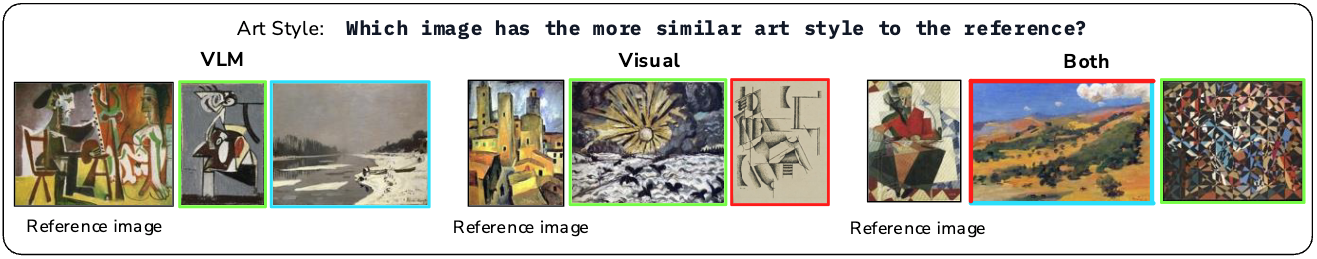 Art Style: Which image has the more similar art style to the reference?
VLM Visual Both
Reference image Reference image Reference image